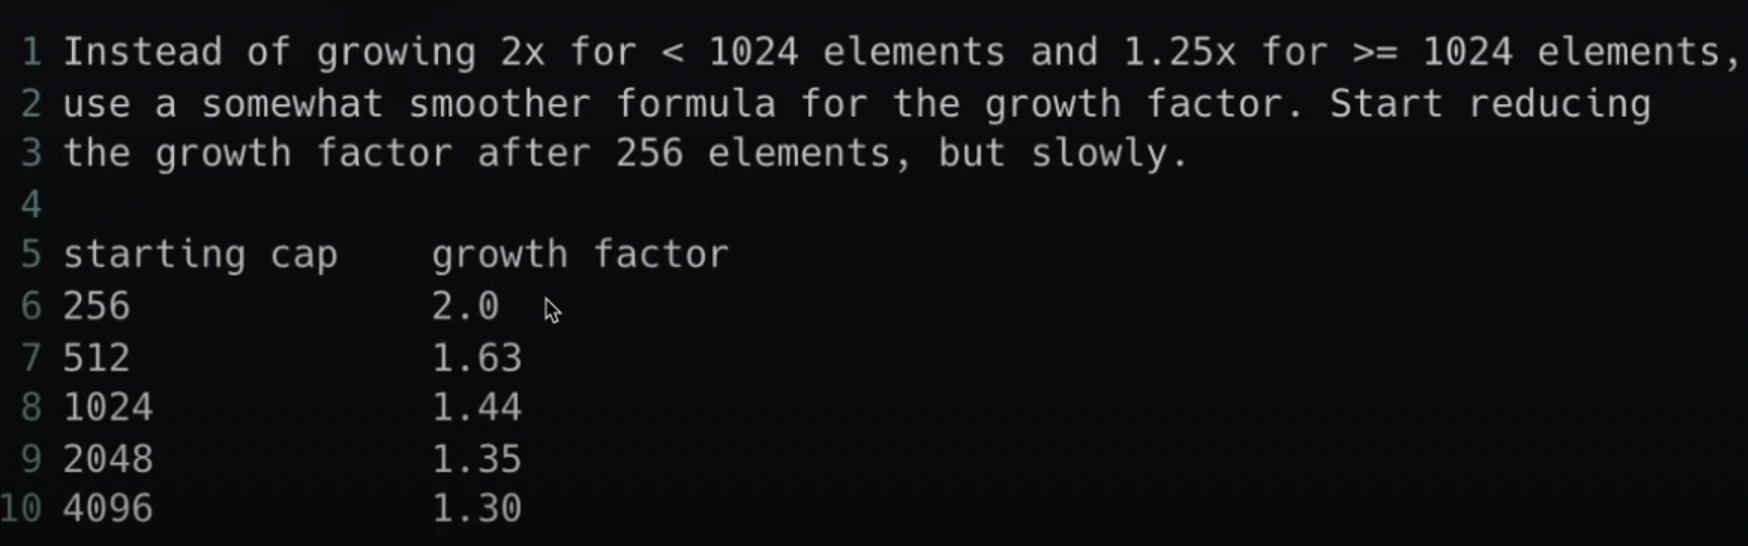 1 Instead of growing 2x for < 1024 elements and 1.25x for >= 1024 elements,
2 use a somewhat smoother formula for the growth factor. Start reducing
3 the growth factor after 256 elements, but slowly.
4
5 starting cap    growth factor
6 256             2.0
7 512             1.63
8 1024            1.44
9 2048            1.35
10 4096            1.30